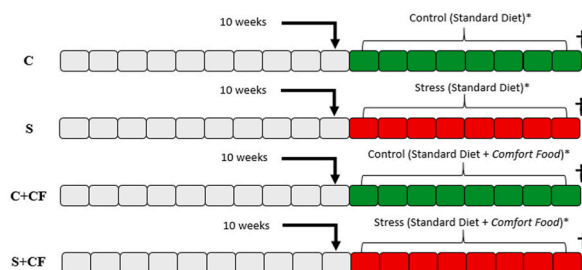 10 weeks
Control (Standard Diet)*
C
10 weeks
Stress (Standard Diet)*
S
10 weeks
Control (Standard Diet + Comfort Food)*
C+CF
10 weeks
Stress (Standard Diet + Comfort Food)*
S+CF